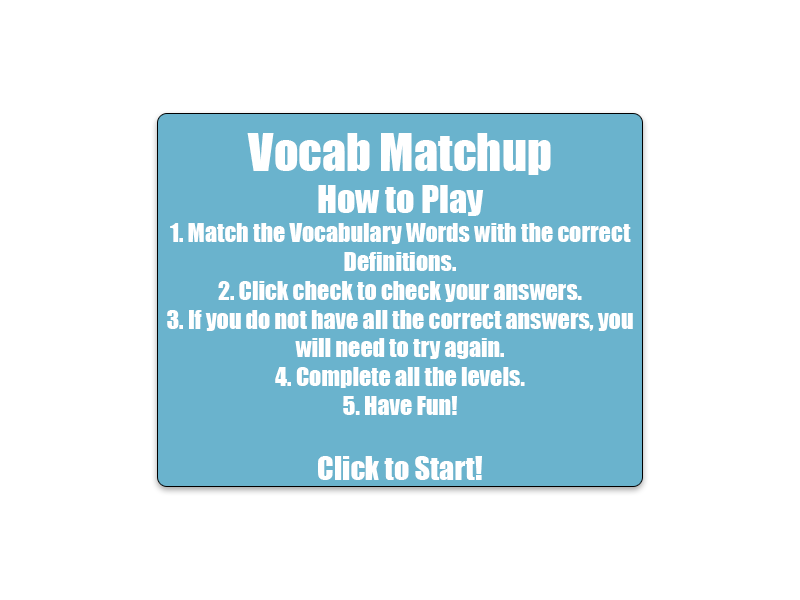 Vocab Matchup
How to Play
1. Match the Vocabulary Words with the correct
Definitions.
2. Click check to check your answers.
3. If you do not have all the correct answers, you
will need to try again.
4. Complete all the levels.
5. Have Fun!
Click to Start!